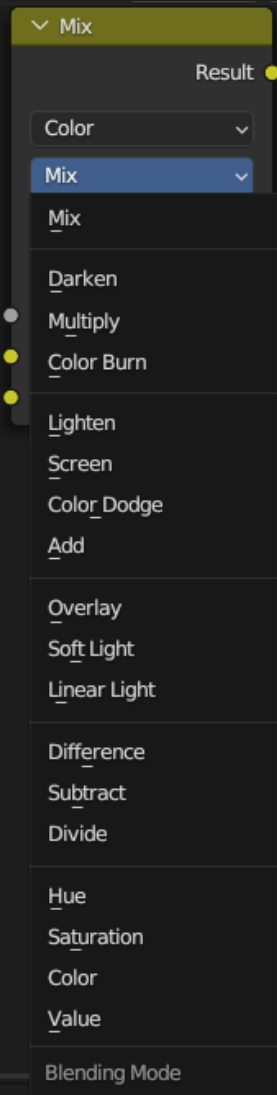 Mix
Result
Color
Mix
Mix
Darken
Multiply
Color Burn
Lighten
Screen
Color Dodge
Add
Overlay
Soft Light
Linear Light
Difference
Subtract
Divide
Hue
Saturation
Color
Value
Blending Mode